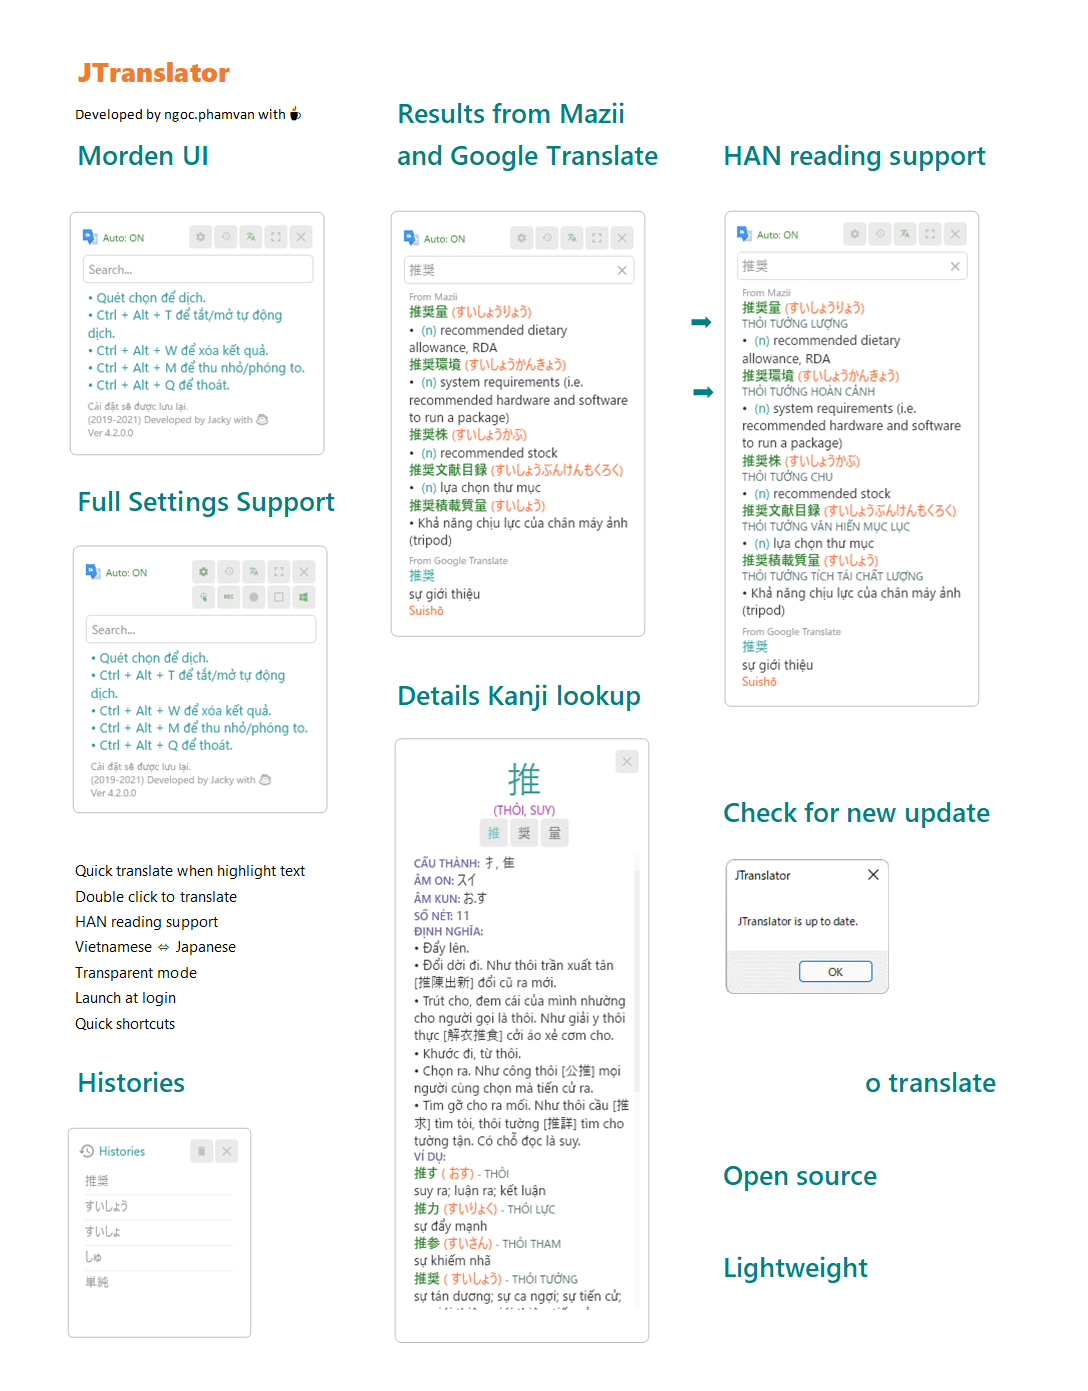 JTranslator
Developed by ngoc.phamvan with
Morden UI
Auto: ON
Search...
• Quét chọn để dịch.
• Ctrl + Alt + T để tắt/mở tự động
dịch.
• Ctrl + Alt + W để xóa kết quả.
• Ctrl + Alt + M để thu nhỏ/phóng to.
• Ctrl + Alt + Q để thoát.
Cài đặt sẽ được lưu lại.
(2019-2021) Developed by Jacky with
Ver 4.2.0.0
Full Settings Support
Auto: ON
REC
Search...
• Quét chọn để dịch.
• Ctrl + Alt + T để tắt/mở tự động
dịch.
• Ctrl + Alt + W để xóa kết quả.
• Ctrl + Alt + M để thu nhỏ/phóng to.
• Ctrl + Alt + Q để thoát.
Cài đặt sẽ được lưu lại.
(2019-2021) Developed by Jacky with
Ver 4.2.0.0
Quick translate when highlight text
Double click to translate
HAN reading support
Vietnamese ⇔ Japanese
Transparent mode
Launch at login
Quick shortcuts
Histories
Histories
推奨
すいしょう
すいしょ
しゅ
単純
Results from Mazii
and Google Translate
Auto: ON
推奨
From Mazii
推奨量 (すいしょうりょう)
• (n) recommended dietary
allowance, RDA
推奨環境 (すいしょうかんきょう)
• (n) system requirements (i.e.
recommended hardware and software
to run a package)
推奨株 (すいしょうかぶ)
• (n) recommended stock
推奨文献目録 (すいしょうぶんけんもくろく)
• (n) lựa chọn thư mục
推奨積載質量 (すいしょう)
• Khả năng chịu lực của chân máy ảnh
(tripod)
From Google Translate
推奨
sự giới thiệu
Suishō
Details Kanji lookup
推
(THÔI, SUY)
推 奨 量
CẤU THÀNH: 扌, 隹
ÂM ON: スイ
ÂM KUN: お.す
SỐ NÉT: 11
ĐỊNH NGHĨA:
• Đẩy lên.
• Đổi dời đi. Như thôi trần xuất tân
[推陳出新] đổi cũ ra mới.
• Trút cho, đem cái của mình nhường
cho người gọi là thôi. Như giải y thôi
thực [解衣推食] cởi áo xẻ cơm cho.
• Khước đi, từ thôi.
• Chọn ra. Như công thôi [公推] mọi
người cùng chọn mà tiến cử ra.
• Tìm gỡ cho ra mối. Như thôi cầu [推
求] tìm tòi, thôi tường [推詳] tìm cho
tường tận. Có chỗ đọc là suy.
VÍ DỤ:
推す ( おす) - THÔI
suy ra; luận ra; kết luận
推力 (すいりょく) - THÔI LỰC
sự đẩy mạnh
推参 (すいさん) - THÔI THAM
sự khiếm nhã
推奨 ( すいしょう) - THÔI TƯỞNG
sự tán dương; sự ca ngợi; sự tiến cử;
HAN reading support
Auto: ON
推奨
From Mazii
推奨量 (すいしょうりょう)
THÔI TƯỞNG LƯỢNG
• (n) recommended dietary
allowance, RDA
推奨環境 (すいしょうかんきょう)
THÔI TƯỞNG HOÀN CẢNH
• (n) system requirements (i.e.
recommended hardware and software
to run a package)
推奨株 (すいしょうかぶ)
THÔI TƯỞNG CHU
• (n) recommended stock
推奨文献目録 (すいしょうぶんけんもくろく)
THÔI TƯỞNG VĂN HIẾN MỤC LỤC
• (n) lựa chọn thư mục
推奨積載質量 (すいしょう)
THÔI TƯỞNG TÍCH TẢI CHẤT LƯỢNG
• Khả năng chịu lực của chân máy ảnh
(tripod)
From Google Translate
推奨
sự giới thiệu
Suishō
Check for new update
JTranslator
JTranslator is up to date.
OK
o translate
Open source
Lightweight